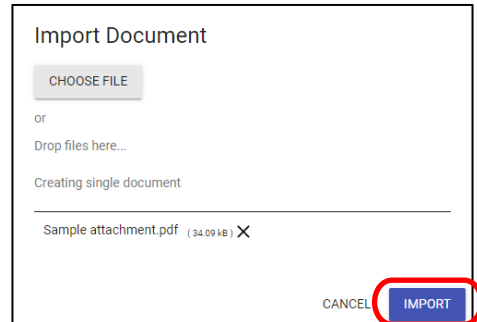 Import Document
CHOOSE FILE
or
Drop files here...
Creating single document
Sample attachment.pdf (34.09 kB) X
CANCEL IMPORT